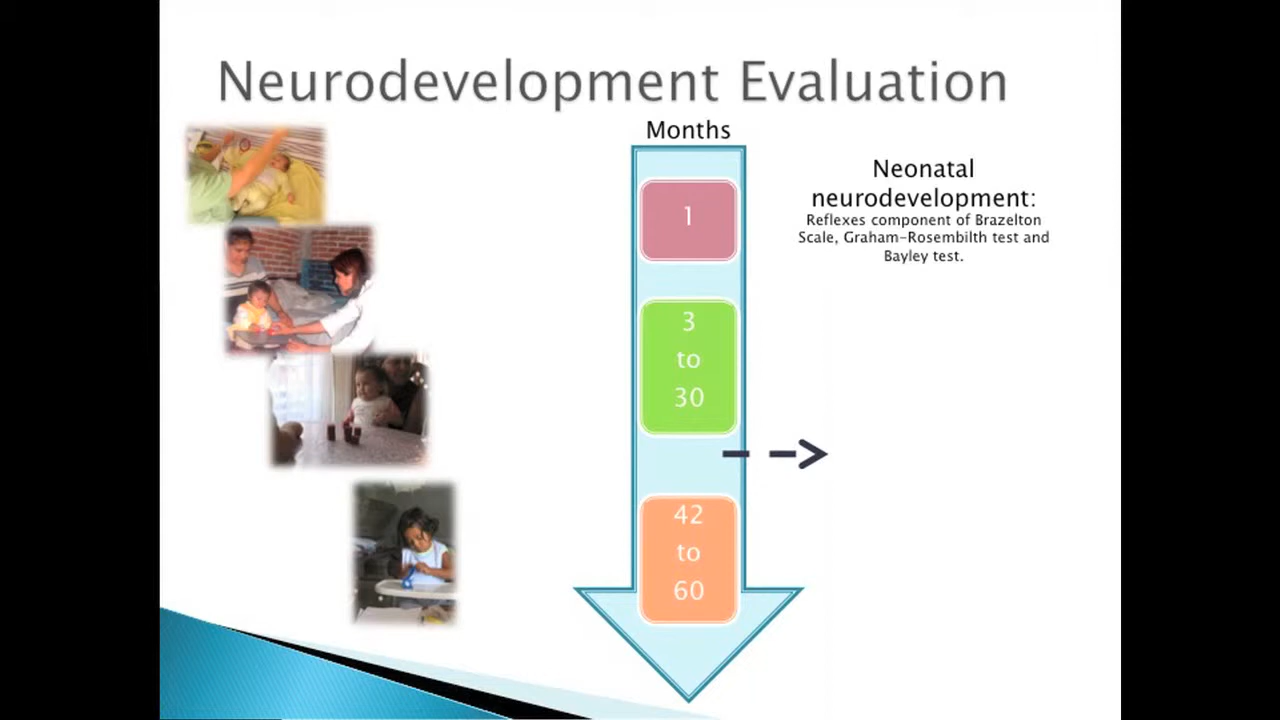 Neurodevelopment Evaluation
Months
1
3
to
30
42
to
60
Neonatal
neurodevelopment:
Reflexes component of Brazelton
Scale, Graham-Rosembilth test and
Bayley test.